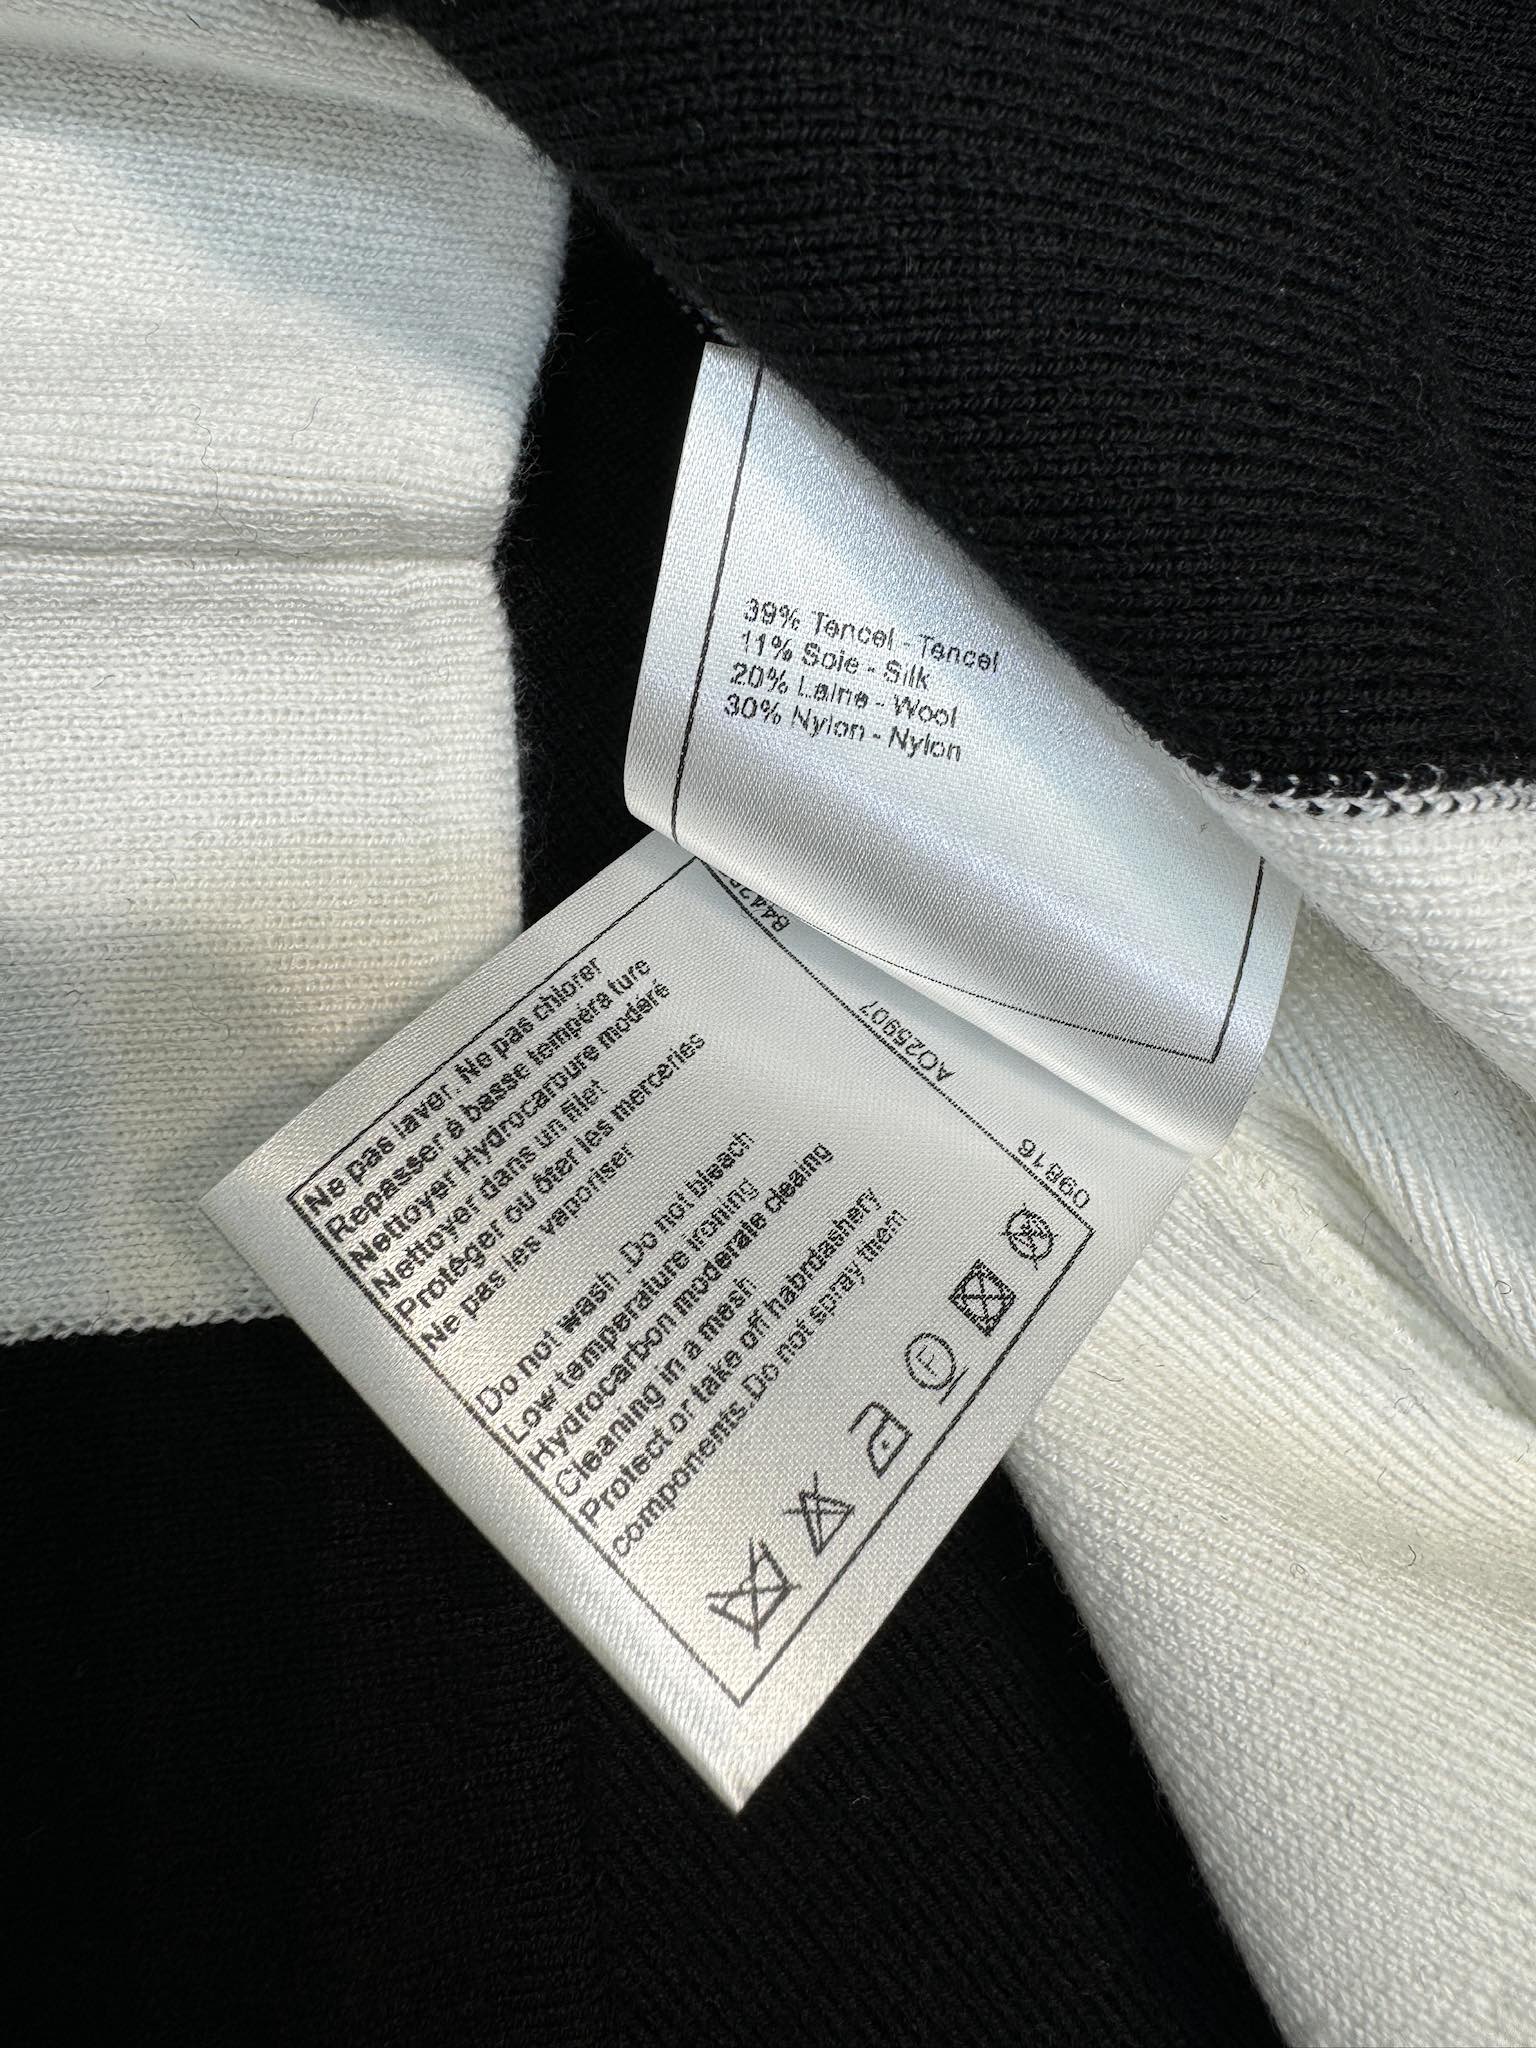 39% Tencel - Tencel
11% Soie - Silk
20% Laine - Wool
30% Nylon - Nylon
Ne pas laver. Ne pas chlorer
Repasser à basse tempéra ture
Nettoyer Hydrocarbure modéré
Nettoyer dans un filet
Protéger ou ôter les merceries
Ne pas les vaporiser
Do not wash .Do not bleach
Low temperature ironing
Hydrocarbon moderate cleaing
Cleaning in a mesh
Protect or take off habrdashery
components.Do not spray them
F
AO25907
09816